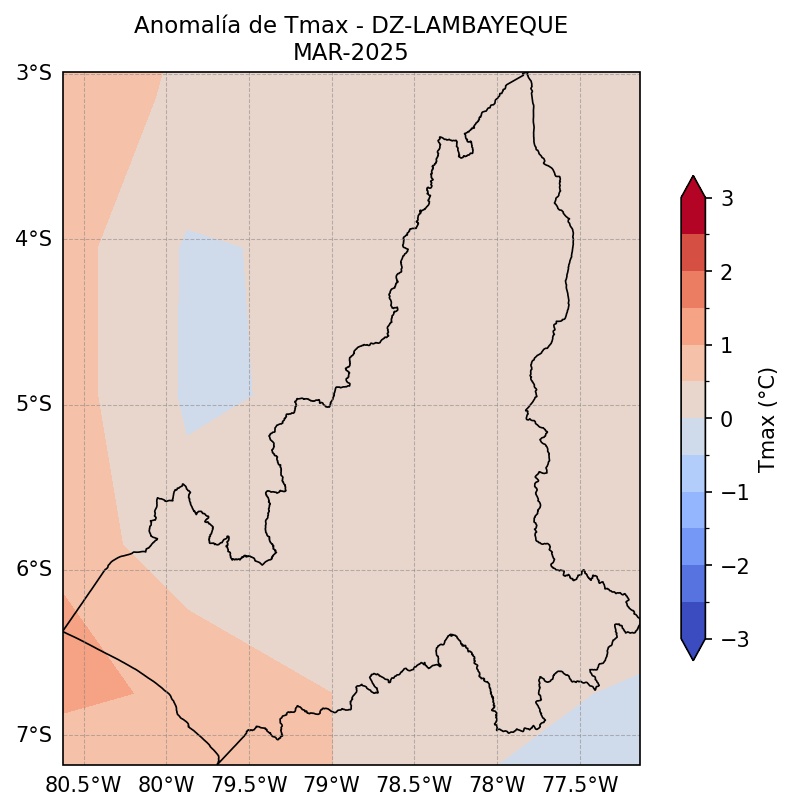 Anomalía de Tmax - DZ-LAMBAYEQUE
MAR-2025
3°S
4°S
5°S
6°S
7°S
80.5°W 80°W 79.5°W 79°W 78.5°W 78°W 77.5°W
3
2
1
0
−1
−2
−3
Tmax (°C)